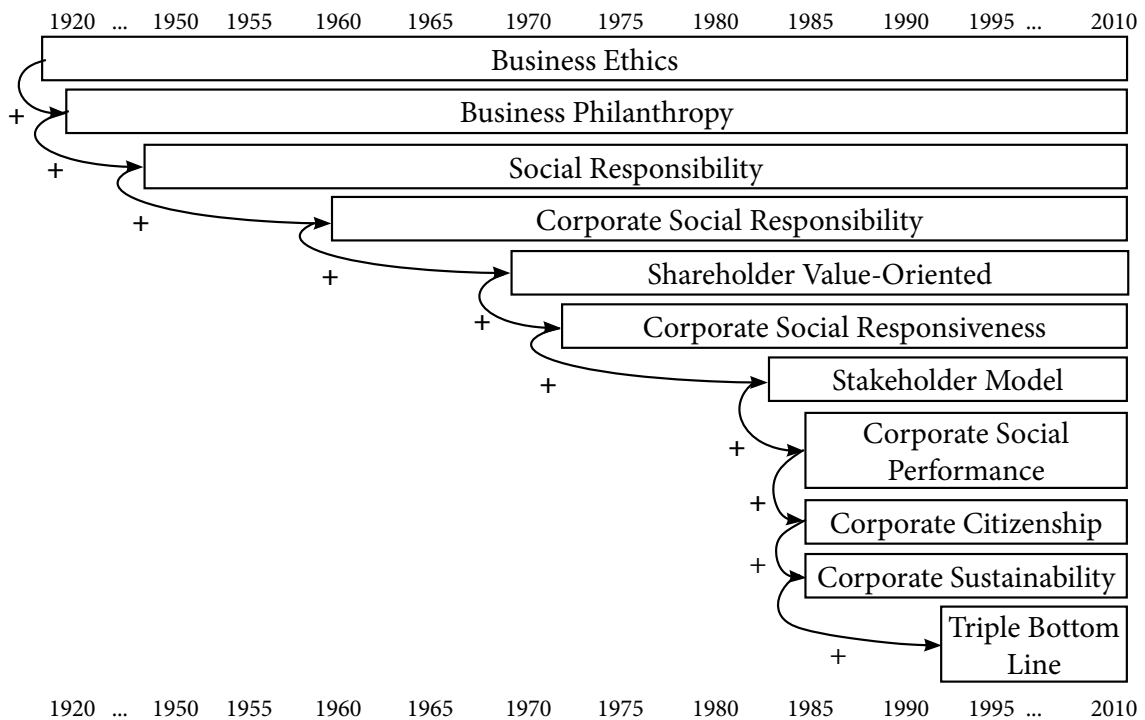 1920 ... 1950 1955 1960 1965 1970 1975 1980 1985 1990 1995 ... 2010
Business Ethics
+
Business Philanthropy
+
Social Responsibility
+
Corporate Social Responsibility
+
Shareholder Value-Oriented
+
Corporate Social Responsiveness
+
Stakeholder Model
+
Corporate Social
Performance
+
Corporate Citizenship
+
Corporate Sustainability
+
Triple Bottom
Line
1920 ... 1950 1955 1960 1965 1970 1975 1980 1985 1990 1995 ... 2010